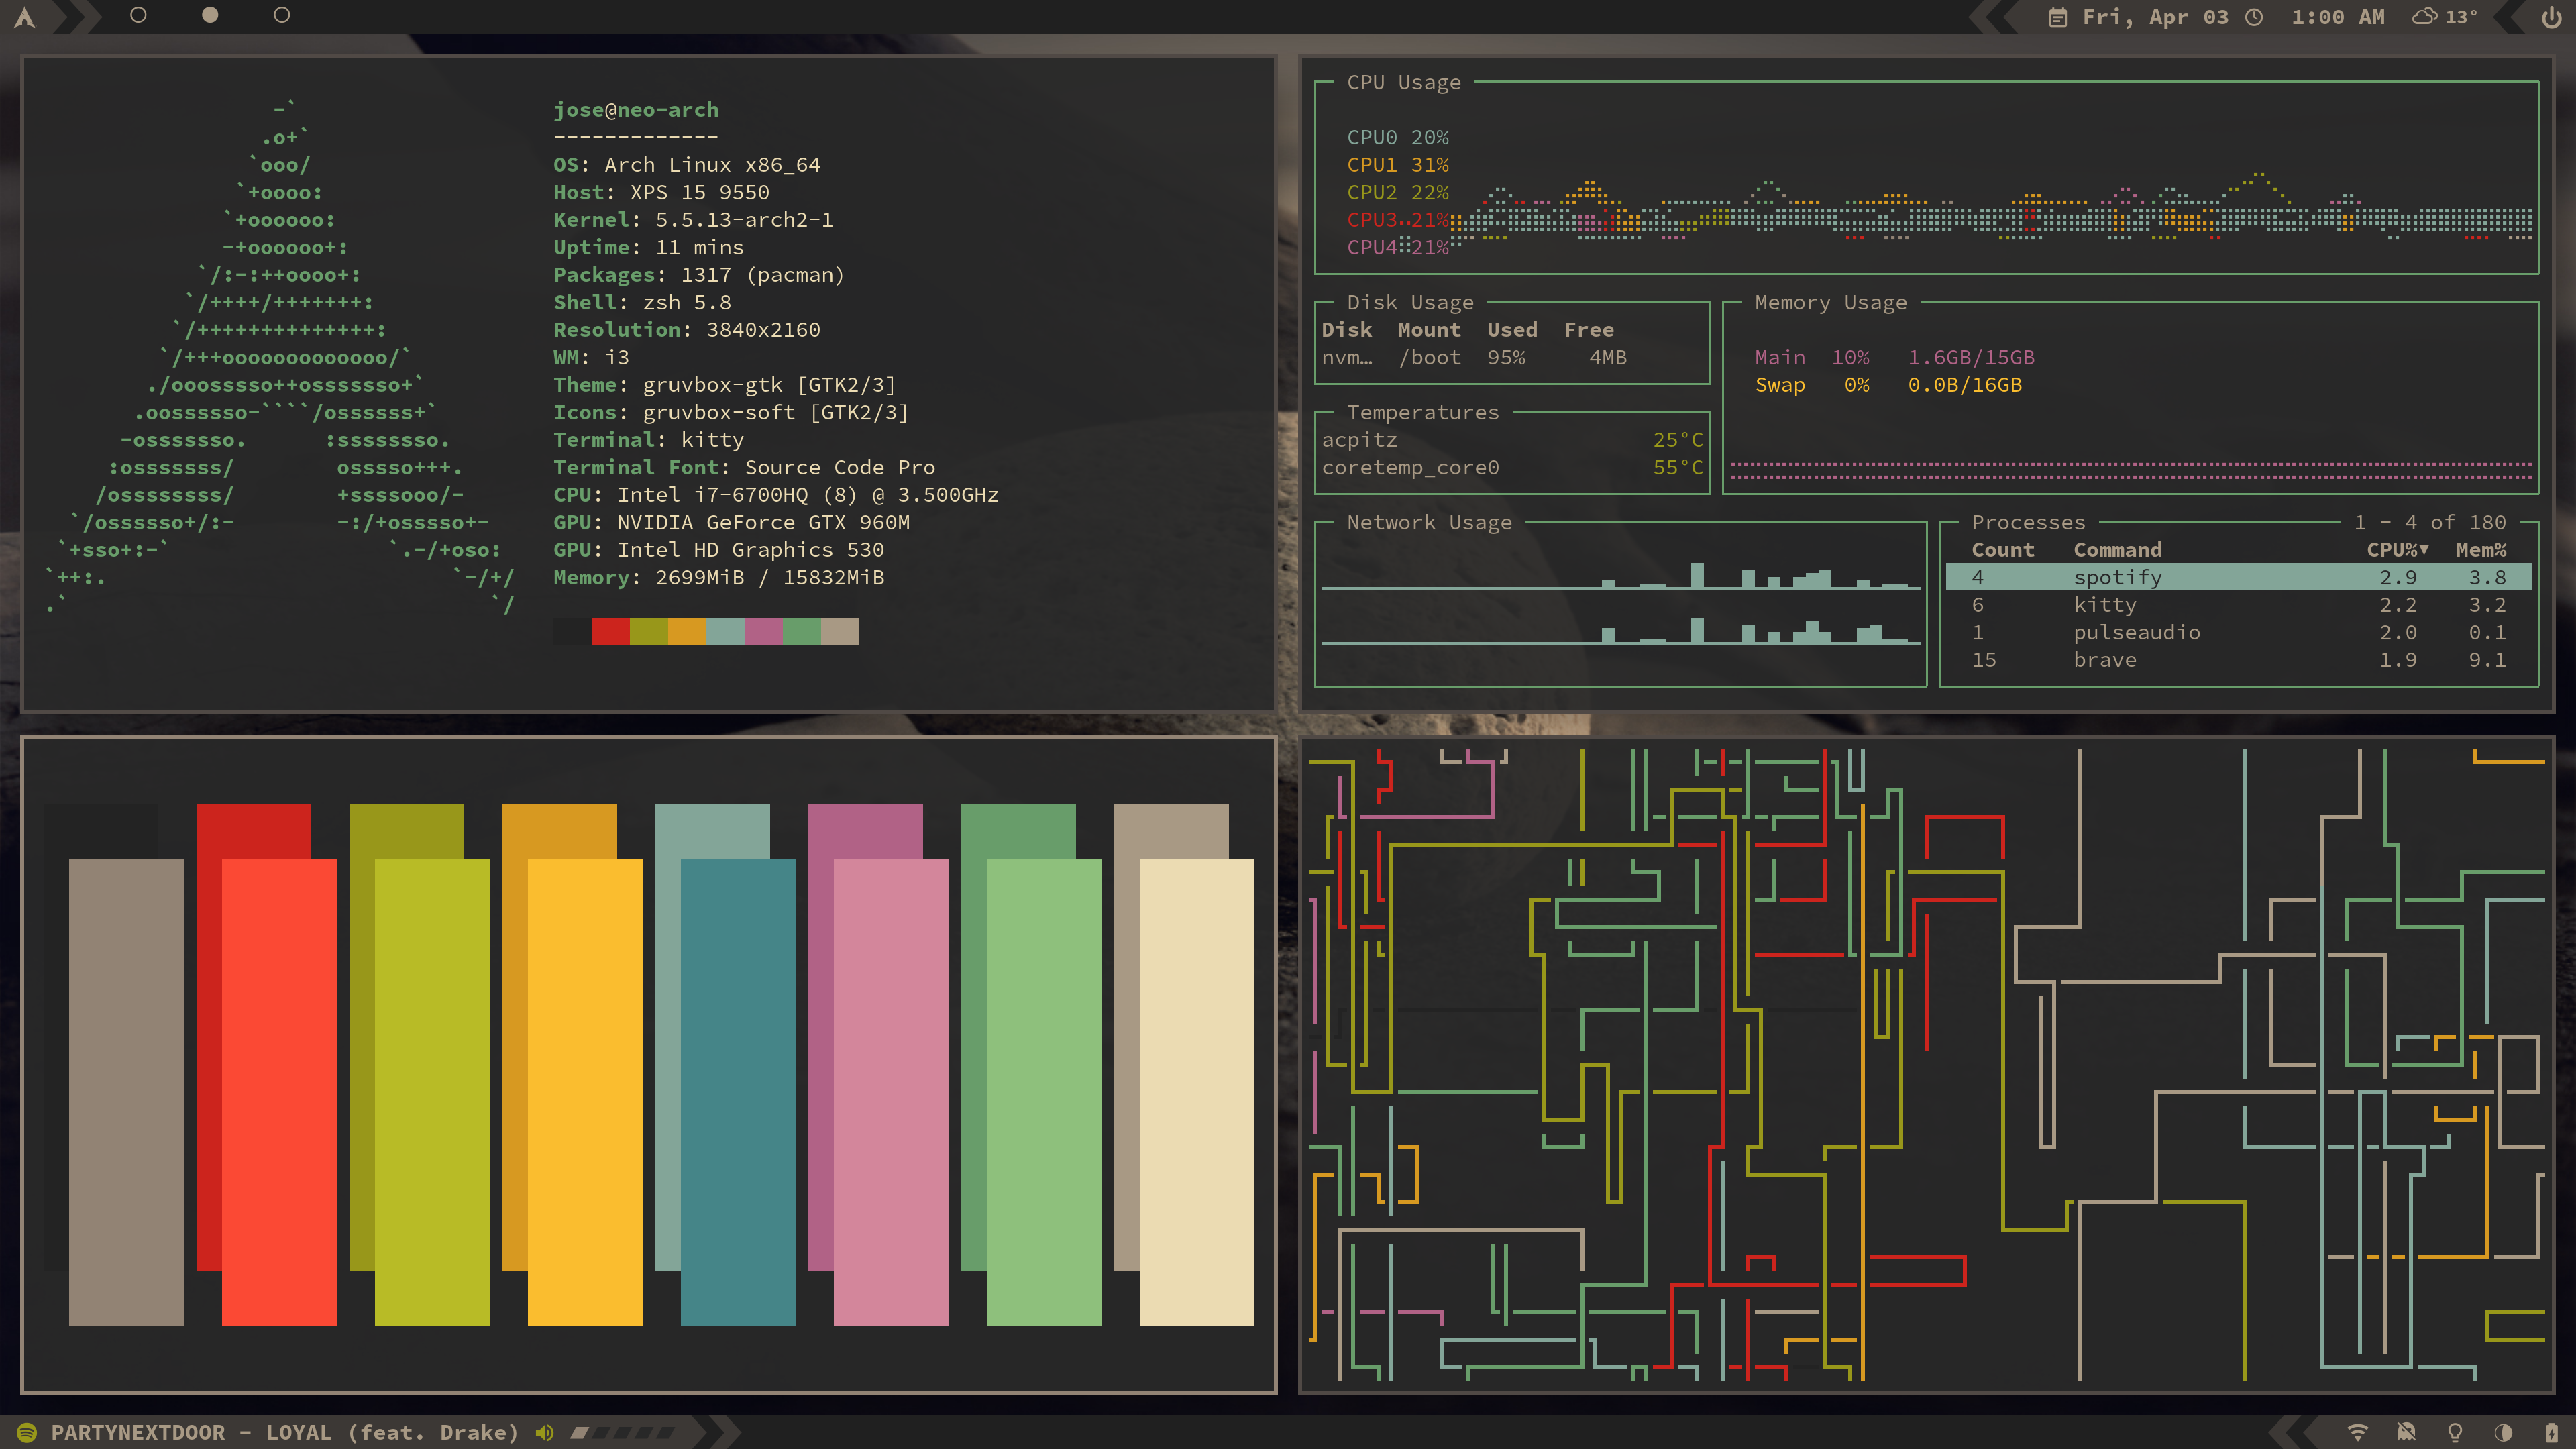 Fri, Apr 03 1:00 AM 13°
jose@neo-arch
-------------
OS: Arch Linux x86_64
Host: XPS 15 9550
Kernel: 5.5.13-arch2-1
Uptime: 11 mins
Packages: 1317 (pacman)
Shell: zsh 5.8
Resolution: 3840x2160
WM: i3
Theme: gruvbox-gtk [GTK2/3]
Icons: gruvbox-soft [GTK2/3]
Terminal: kitty
Terminal Font: Source Code Pro
CPU: Intel i7-6700HQ (8) @ 3.500GHz
GPU: NVIDIA GeForce GTX 960M
GPU: Intel HD Graphics 530
Memory: 2699MiB / 15832MiB
CPU Usage
CPU0 20%
CPU1 31%
CPU2 22%
CPU3 21%
CPU4 21%
Disk Usage
Disk Mount Used Free
nvm… /boot 95% 4MB
Memory Usage
Main 10% 1.6GB/15GB
Swap 0% 0.0B/16GB
Temperatures
acpitz 25°C
coretemp_core0 55°C
Network Usage
Processes 1 - 4 of 180
Count Command CPU%▼ Mem%
4 spotify 2.9 3.8
6 kitty 2.2 3.2
1 pulseaudio 2.0 0.1
15 brave 1.9 9.1
PARTYNEXTDOOR - LOYAL (feat. Drake)